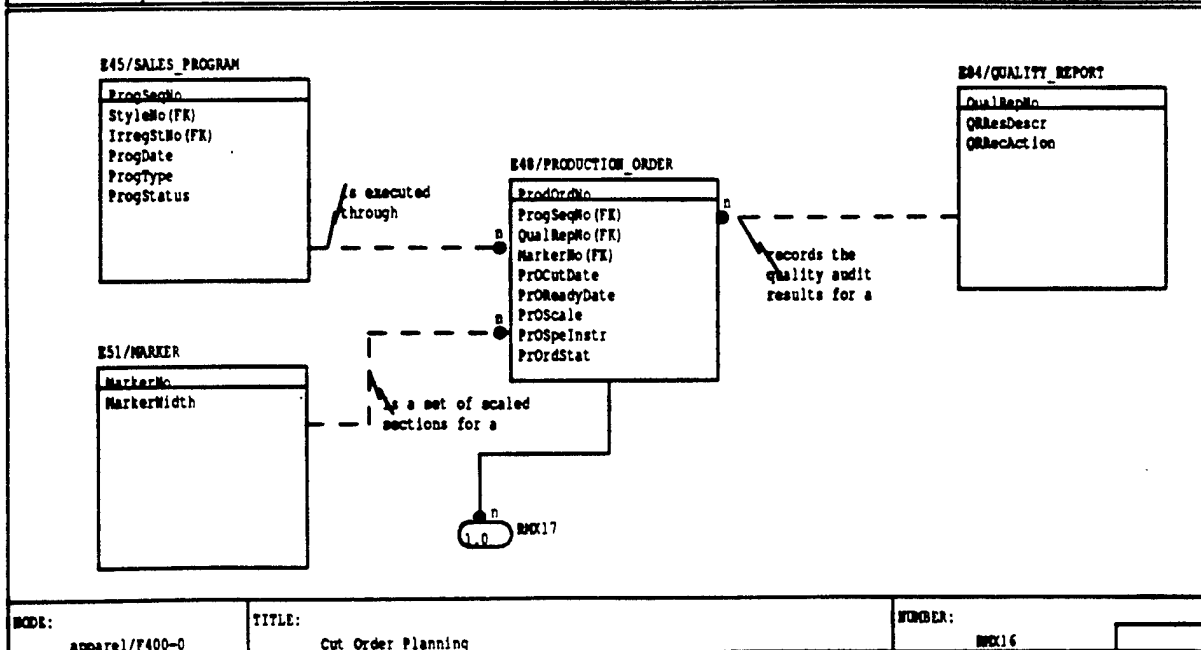 E45/SALES_PROGRAM
ProgSeqNo
StyleNo(FK)
IrregStNo(FK)
ProgDate
ProgType
ProgStatus
is executed
through
n
E48/PRODUCTION_ORDER
ProdOrdNo
ProgSeqNo(FK)
QualRepNo(FK)
MarkerNo(FK)
PrOCutDate
PrOReadyDate
PrOScale
PrOSpeInstr
PrOrdStat
n
E84/QUALITY_REPORT
QualRepNo
QRResDescr
QRRecAction
n
records the
quality audit
results for a
E51/MARKER
MarkerNo
MarkerWidth
is a set of scaled
sections for a
n
1.0
RMX17
NODE:
apparel/F400-0
TITLE:
Cut Order Planning
NUMBER:
RMX16